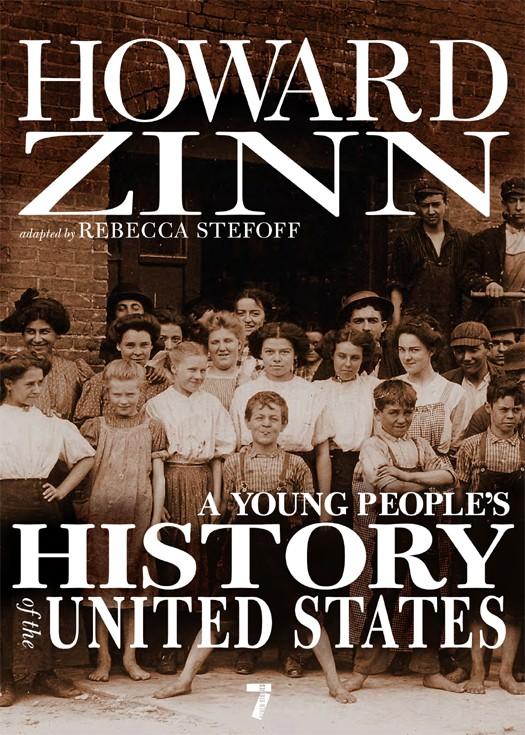 HOWARD
ZINN
adapted by REBECCA STEFOFF
A YOUNG PEOPLE'S
HISTORY
of the UNITED STATES
7